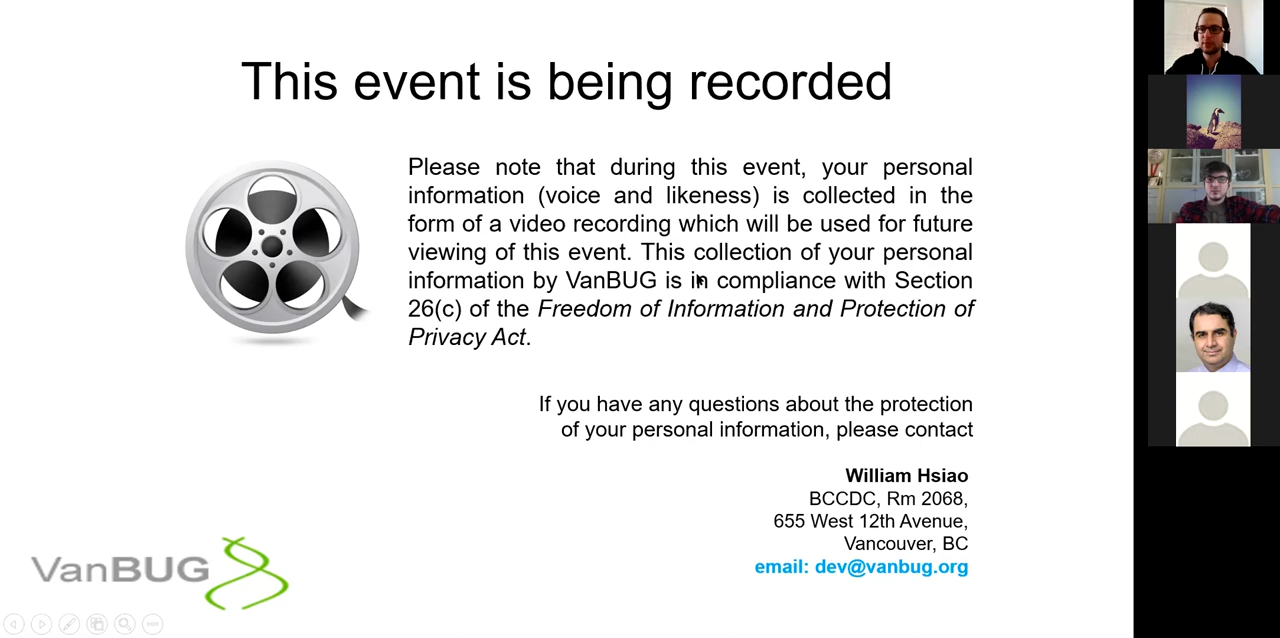 This event is being recorded
Please note that during this event, your personal
information (voice and likeness) is collected in the
form of a video recording which will be used for future
viewing of this event. This collection of your personal
information by VanBUG is in compliance with Section
26(c) of the Freedom of Information and Protection of
Privacy Act.
If you have any questions about the protection
of your personal information, please contact
William Hsiao
BCCDC, Rm 2068,
655 West 12th Avenue,
Vancouver, BC
email: dev@vanbug.org
VanBUG